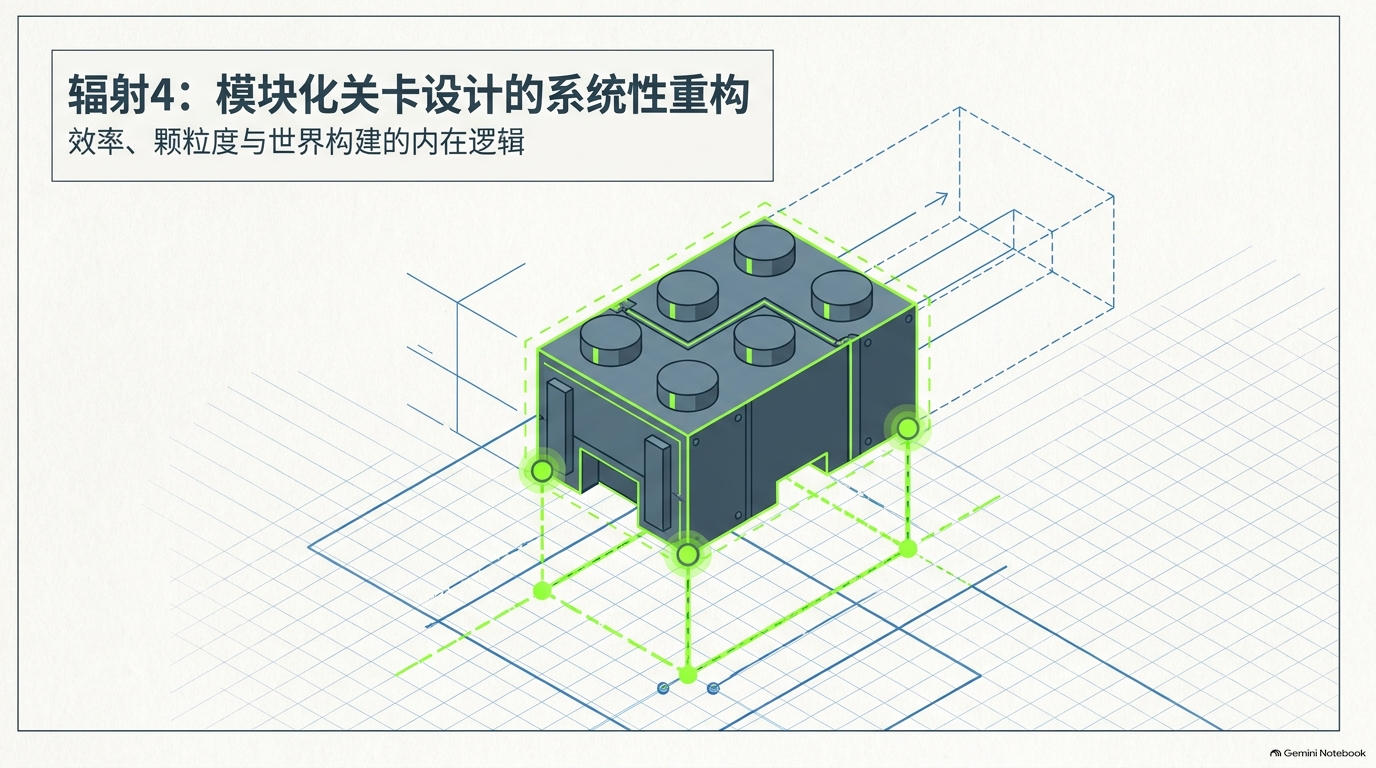 辐射4：模块化关卡设计的系统性重构
效率、颗粒度与世界构建的内在逻辑
Gemini Notebook